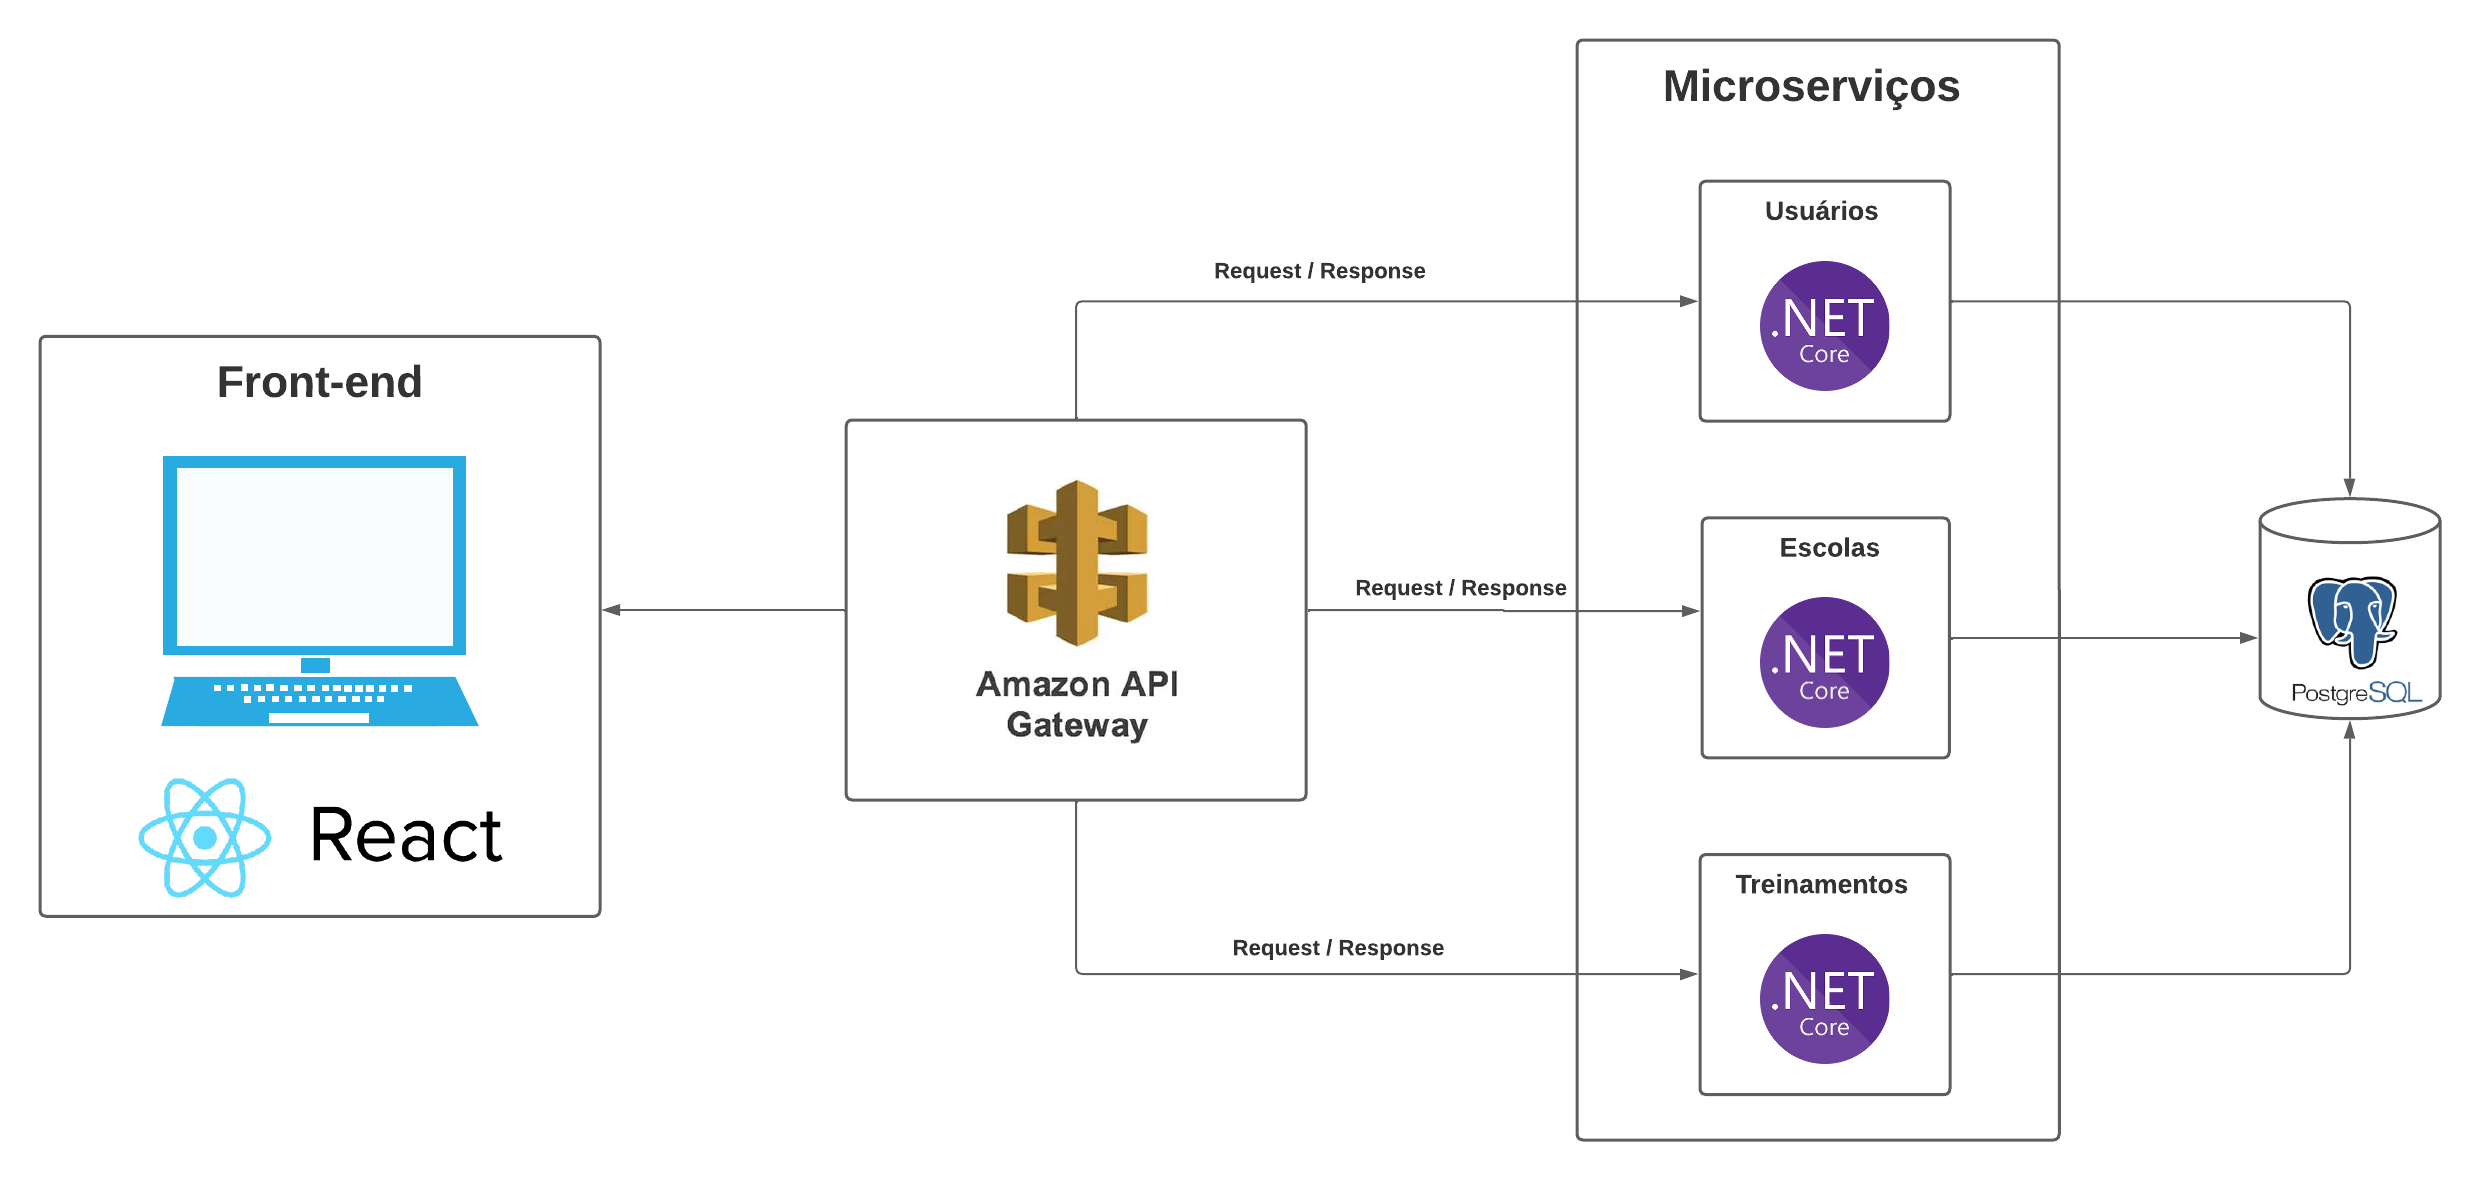 Front-end
React
Amazon API
Gateway
Request / Response
Request / Response
Request / Response
Microserviços
Usuários
.NET
Core
Escolas
.NET
Core
Treinamentos
.NET
Core
PostgreSQL